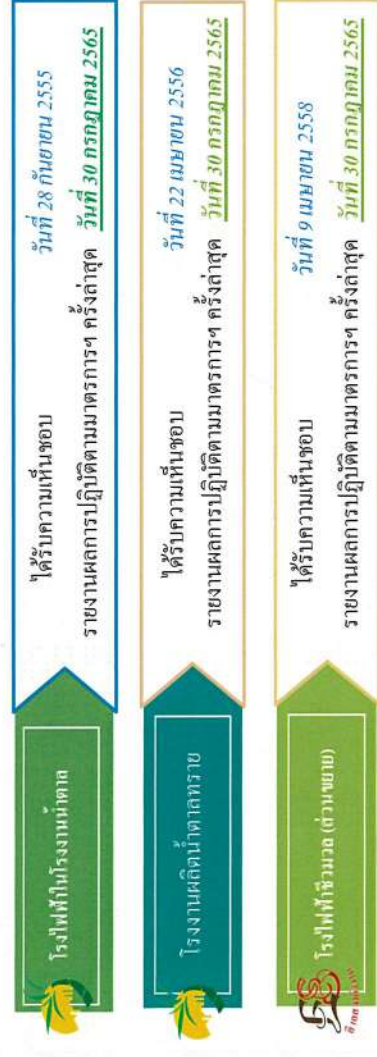 โรงไฟฟ้าในโรงงานน้ำตาล
ได้รับความเห็นชอบ วันที่ 28 กันยายน 2555
รายงานผลการปฏิบัติตามมาตรการฯ ครั้งล่าสุด วันที่ 30 กรกฎาคม 2565
โรงงานผลิตน้ำตาลทราย
ได้รับความเห็นชอบ วันที่ 22 เมษายน 2556
รายงานผลการปฏิบัติตามมาตรการฯ ครั้งล่าสุด วันที่ 30 กรกฎาคม 2565
โรงไฟฟ้าชีวมวล (ส่วนขยาย)
ได้รับความเห็นชอบ วันที่ 9 เมษายน 2558
รายงานผลการปฏิบัติตามมาตรการฯ ครั้งล่าสุด วันที่ 30 กรกฎาคม 2565